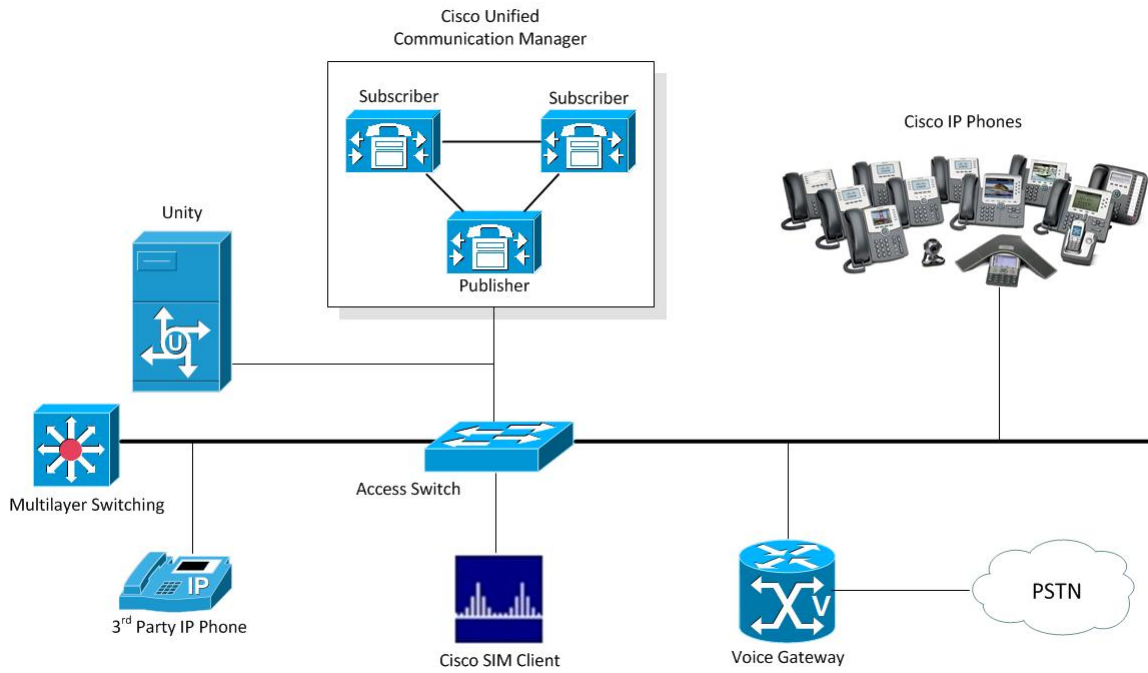 Cisco Unified
Communication Manager
Subscriber
Subscriber
Publisher
Cisco IP Phones
Unity
U
Multilayer Switching
Access Switch
IP
3rd Party IP Phone
Cisco SIM Client
V
Voice Gateway
PSTN